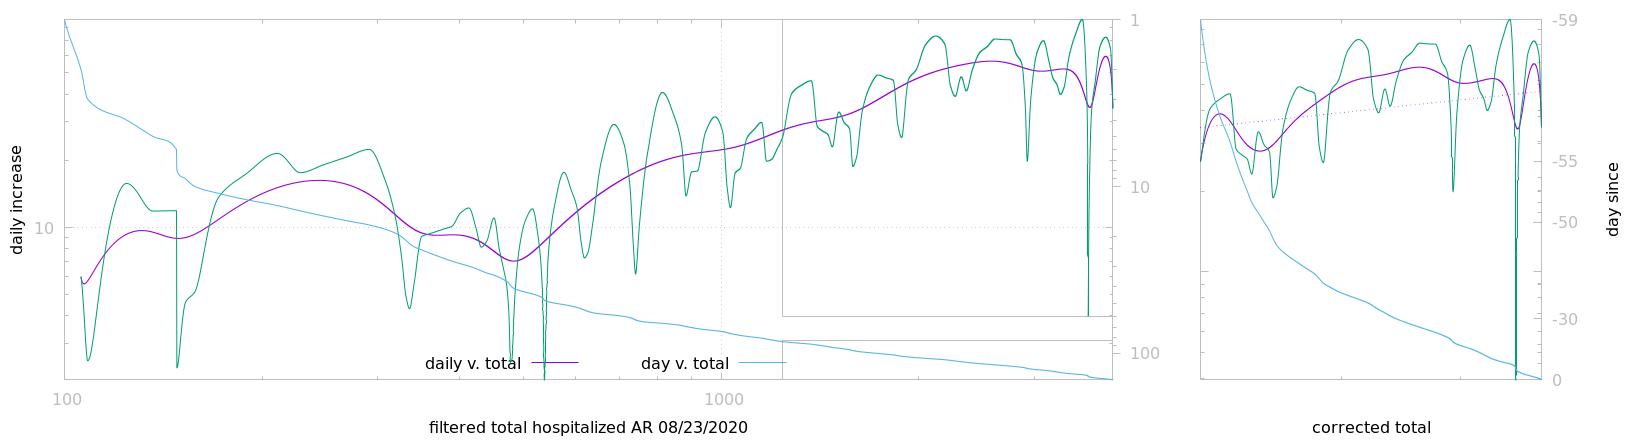 1
-59
10
10
-55
-50
-30
100
0
daily increase
day since
daily v. total
day v. total
100
1000
filtered total hospitalized AR 08/23/2020
corrected total